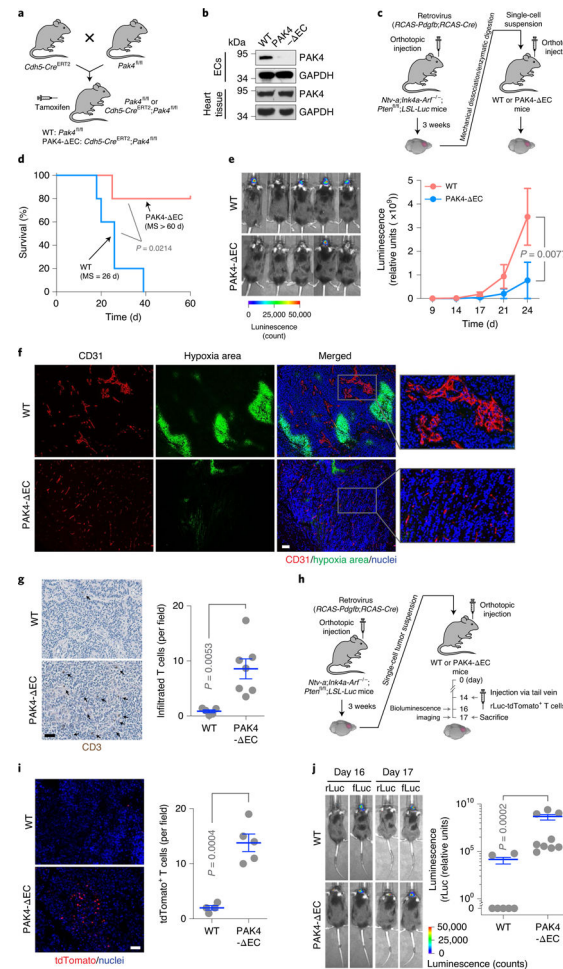 a
Cdh5-CreERT2
Pak4fl/fl
Tamoxifen
Pak4fl/fl or
Cdh5-CreERT2;Pak4fl/fl
WT: Pak4fl/fl
PAK4-ΔEC: Cdh5-CreERT2;Pak4fl/fl
b
kDa
WT
PAK4
-ΔEC
ECs
95
PAK4
34
GAPDH
Heart
tissue
95
PAK4
34
GAPDH
c
Retrovirus
(RCAS-Pdgfb;RCAS-Cre)
Orthotopic
injection
Ntv-a;Ink4a-Arf–/–;
Ptenfl/fl;LSL-Luc mice
3 weeks
Mechanical dissociation/enzymatic digestion
Single-cell
suspension
WT or PAK4-ΔEC
mice
d
Survival (%)
100
80
60
40
20
0
PAK4-ΔEC
(MS > 60 d)
P = 0.0214
WT
(MS = 26 d)
0
20
40
60
Time (d)
e
WT
PAK4-ΔEC
0
25,000
50,000
Luminescence
(count)
WT
PAK4-ΔEC
Luminescence
(relative units (×10⁹)
5
4
3
2
1
0
9
14
17
21
24
Time (d)
f
CD31
Hypoxia area
Merged
WT
PAK4-ΔEC
CD31/hypoxia area/nuclei
g
WT
PAK4-ΔEC
CD3
Infiltrated T cells (per field)
20
10
0
P = 0.0053
WT
PAK4
-ΔEC
h
Retrovirus
(RCAS-Pdgfb;RCAS-Cre)
Orthotopic
injection
Ntv-a;Ink4a-Arf–/–;
Ptenfl/fl;LSL-Luc mice
3 weeks
Single-cell tumor suspension
Orthotopic
injection
WT or PAK4-ΔEC
mice
0 (day)
14
Injection via tail vein
rLuc-tdTomato⁺ T cells
Bioluminescence
imaging
16
17
Sacrifice
i
WT
PAK4-ΔEC
tdTomato/nuclei
tdTomato⁺ T cells (per field)
20
10
0
P = 0.0004
WT
PAK4
-ΔEC
j
Day 16
Day 17
rLuc
fLuc
rLuc
fLuc
WT
PAK4-ΔEC
50,000
25,000
0
Luminescence (counts)
Luminescence
(rLuc (relative units)
10¹⁰
10⁵
10⁰
0
P = 0.0002
WT
PAK4
-ΔEC